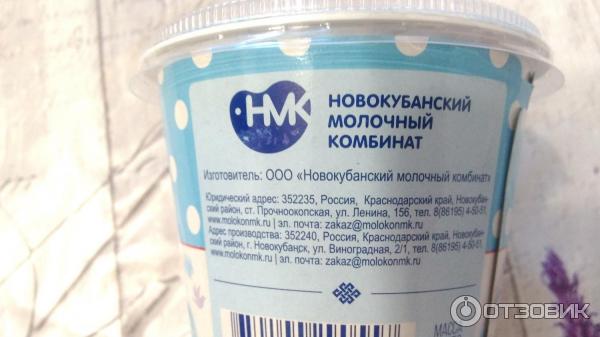 НМК
НОВОКУБАНСКИЙ
МОЛОЧНЫЙ
КОМБИНАТ
Изготовитель: ООО «Новокубанский молочный комбинат»
Юридический адрес: 352235, Россия, Краснодарский край, Новокубан-
ский район, ст. Прочноокопская, ул. Ленина, 156, тел. 8(86195) 4-50-51,
www.molokonmk.ru | эл. почта: zakaz@molokonmk.ru
Адрес производства: 352240, Россия, Краснодарский край, Новокубан-
ский район, г. Новокубанск, ул. Виноградная, 2/1, тел. 8(86195) 4-50-51,
www.molokonmk.ru | эл. почта: zakaz@molokonmk.ru
МАССА
ОТЗОВИК